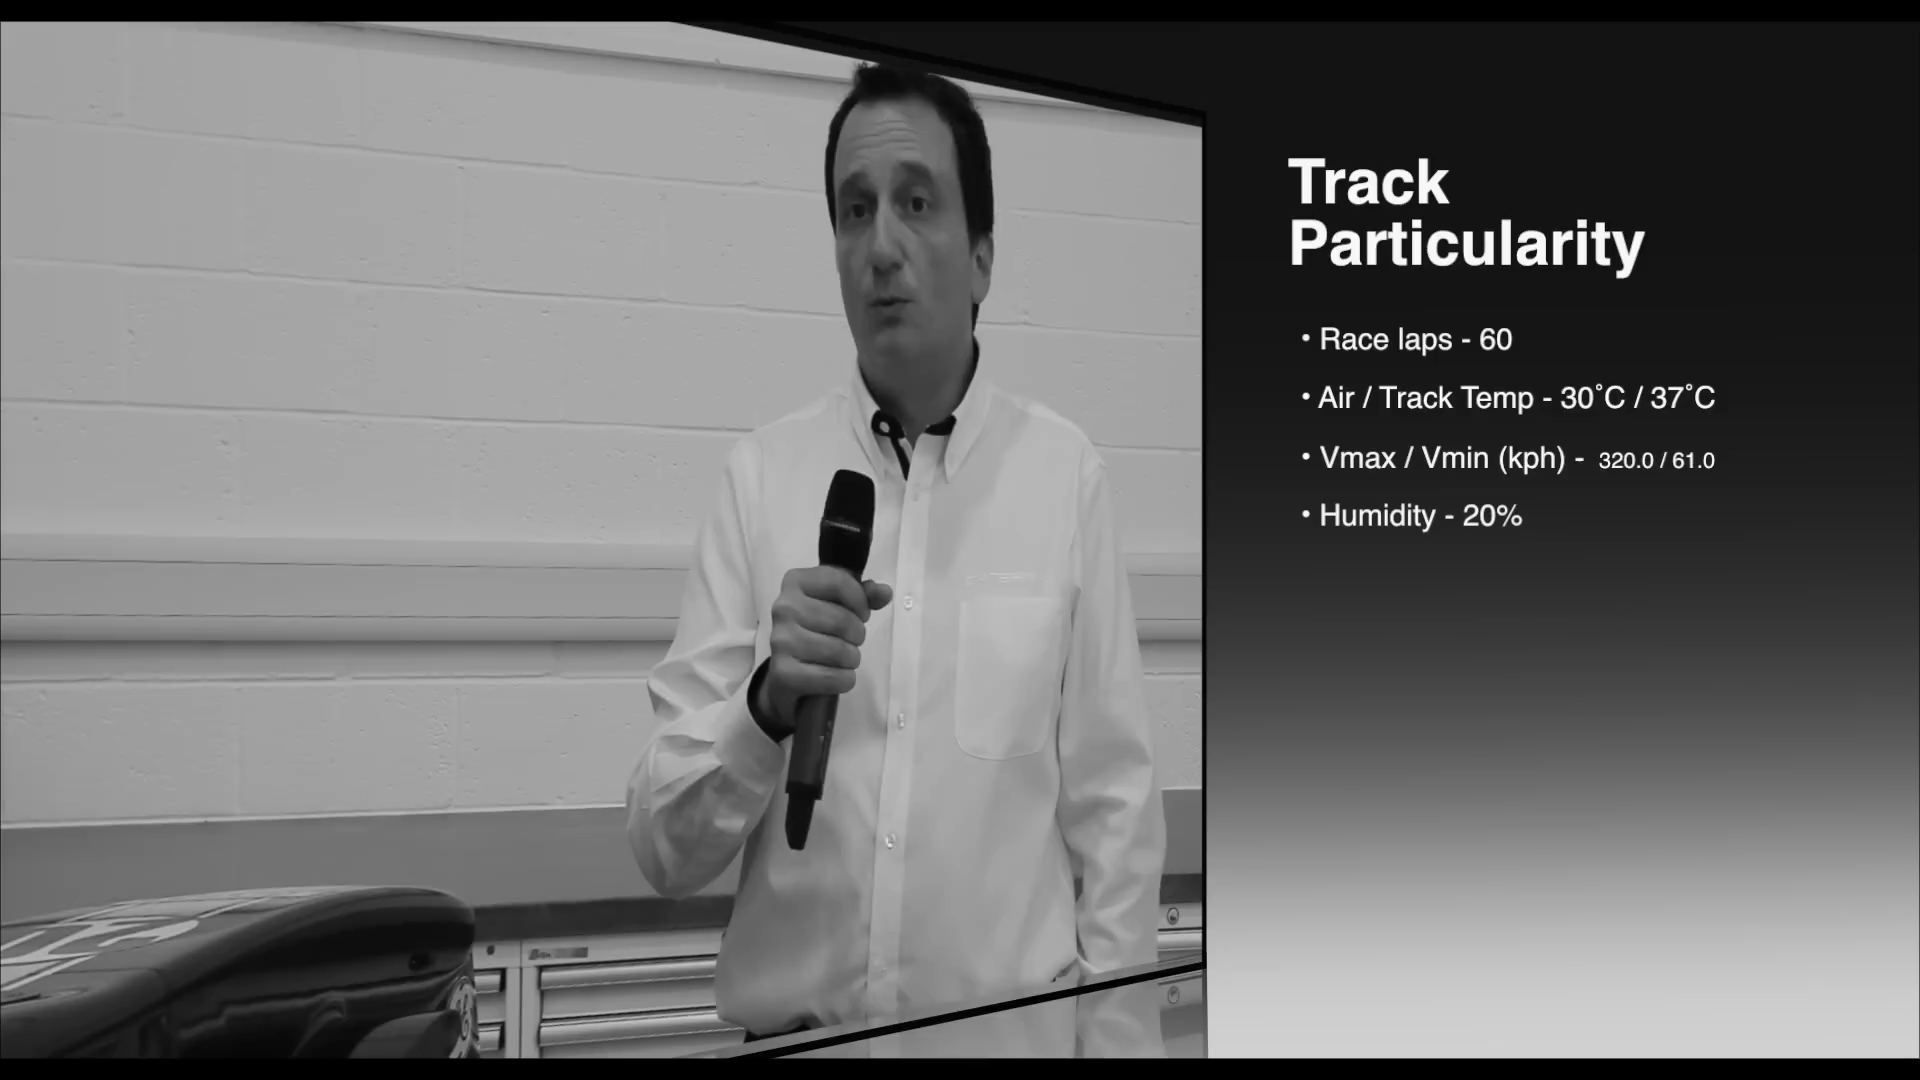 Track
Particularity
• Race laps - 60
• Air / Track Temp - 30˚C / 37˚C
• Vmax / Vmin (kph) - 320.0 / 61.0
• Humidity - 20%